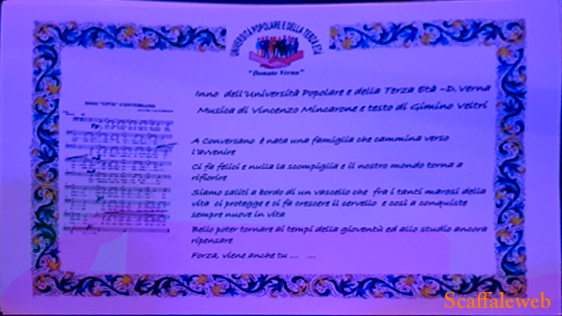 UNIVERSITÀ POPOLARE E DELLA TERZA ETÀ
"Donato Verna"
Inno dell'Università Popolare e della Terza Età -D. Verna
Musica di Vincenzo Mincarone e testo di Gimino Veltri
INNO "UPTE" CONVERSANO
A Conversano è nata una famiglia che cammina verso
l'avvenire
Ci fa felici e nulla la scompiglia e il nostro mondo torna a
rifiorire
Siamo saliti a bordo di un vascello che fra i tanti marosi della
vita ci protegge e ci fa crescere il cervello e così a conquiste
sempre nuove in vita
Bello poter tornare ai tempi della gioventù ed allo studio ancora
ripensare
Forza, viene anche tu ... ...
Scaffaleweb